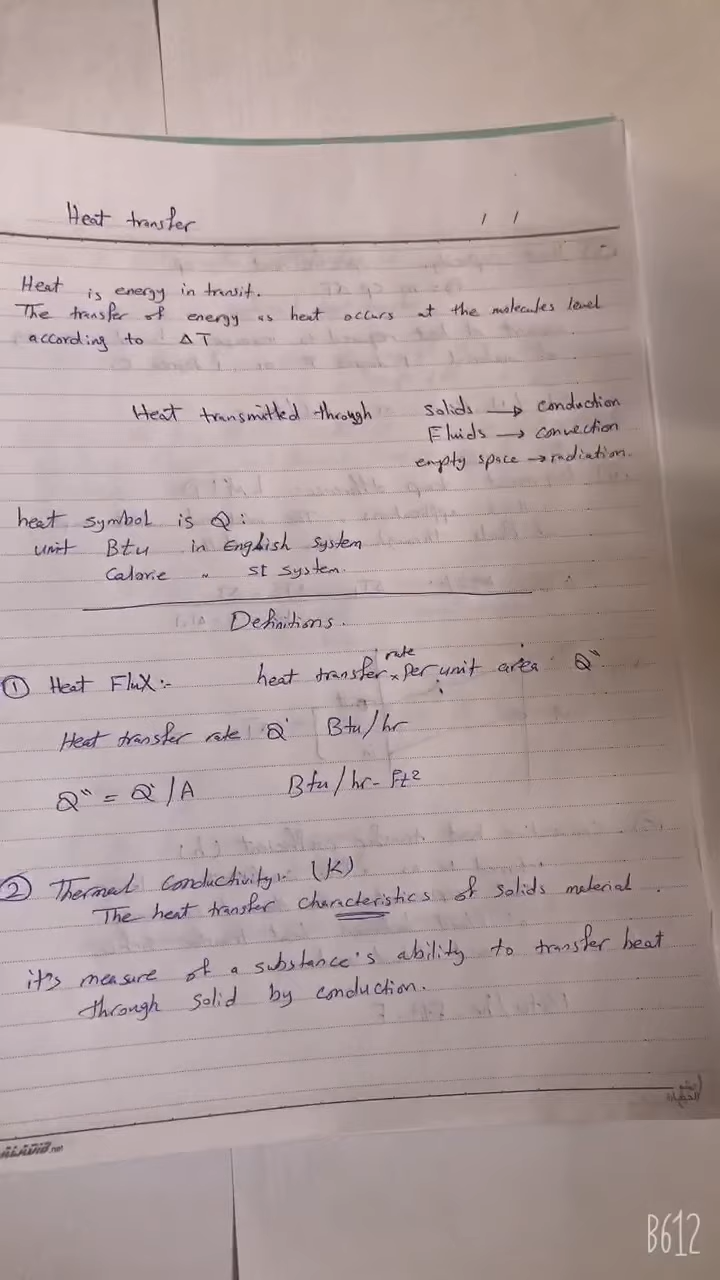 Heat transfer / /
Heat is energy in transit.
The transfer of energy as heat occurs at the molecules level
according to ΔT
Heat transmitted through solids → conduction
Fluids → convection
empty space → radiation.
heat symbol is Q:
unit Btu in English system
Calorie " SI system.
Definitions.
① Heat Flux:- heat transfer rate per unit area Q̈
Heat transfer rate Q̇ Btu/hr
Q̈ = Q̇/A Btu/hr-Ft²
② Thermal conductivity:- (K)
The heat transfer characteristics of solids material.
it's measure of a substance's ability to transfer heat
through solid by conduction.
B612